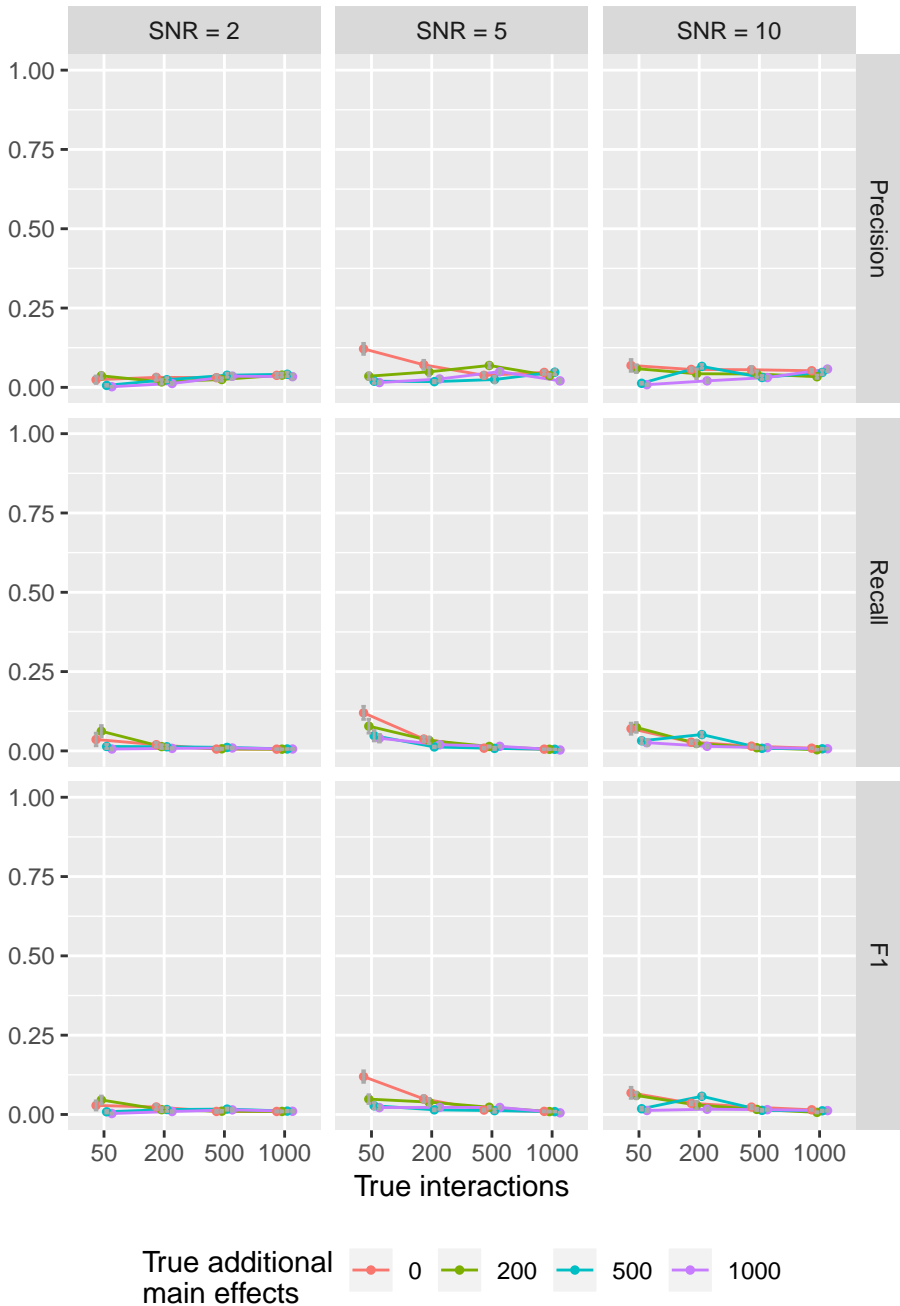 SNR = 2
SNR = 5
SNR = 10
1.00
0.75
0.50
0.25
0.00
Precision
1.00
0.75
0.50
0.25
0.00
Recall
1.00
0.75
0.50
0.25
0.00
F1
50 200 500 1000
50 200 500 1000
50 200 500 1000
True interactions
True additional
main effects
0
200
500
1000